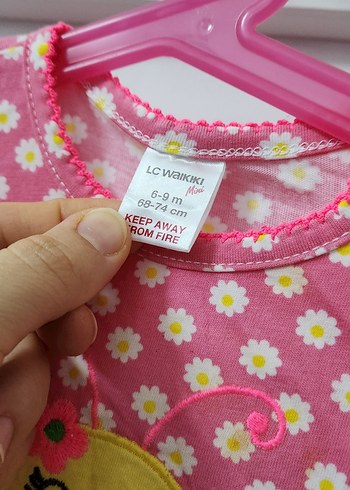 LC WAIKIKI
Mini
6-9 m
68-74 cm
KEEP AWAY
FROM FIRE